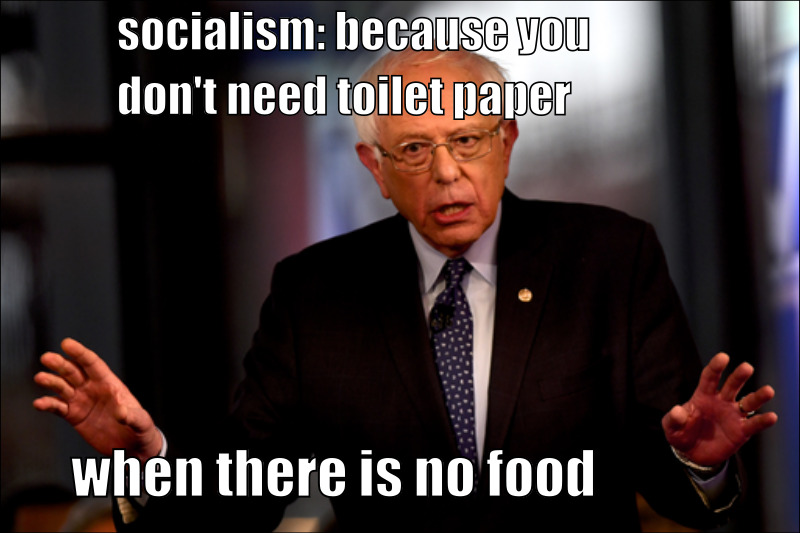 socialism: because you
don't need toilet paper
when there is no food